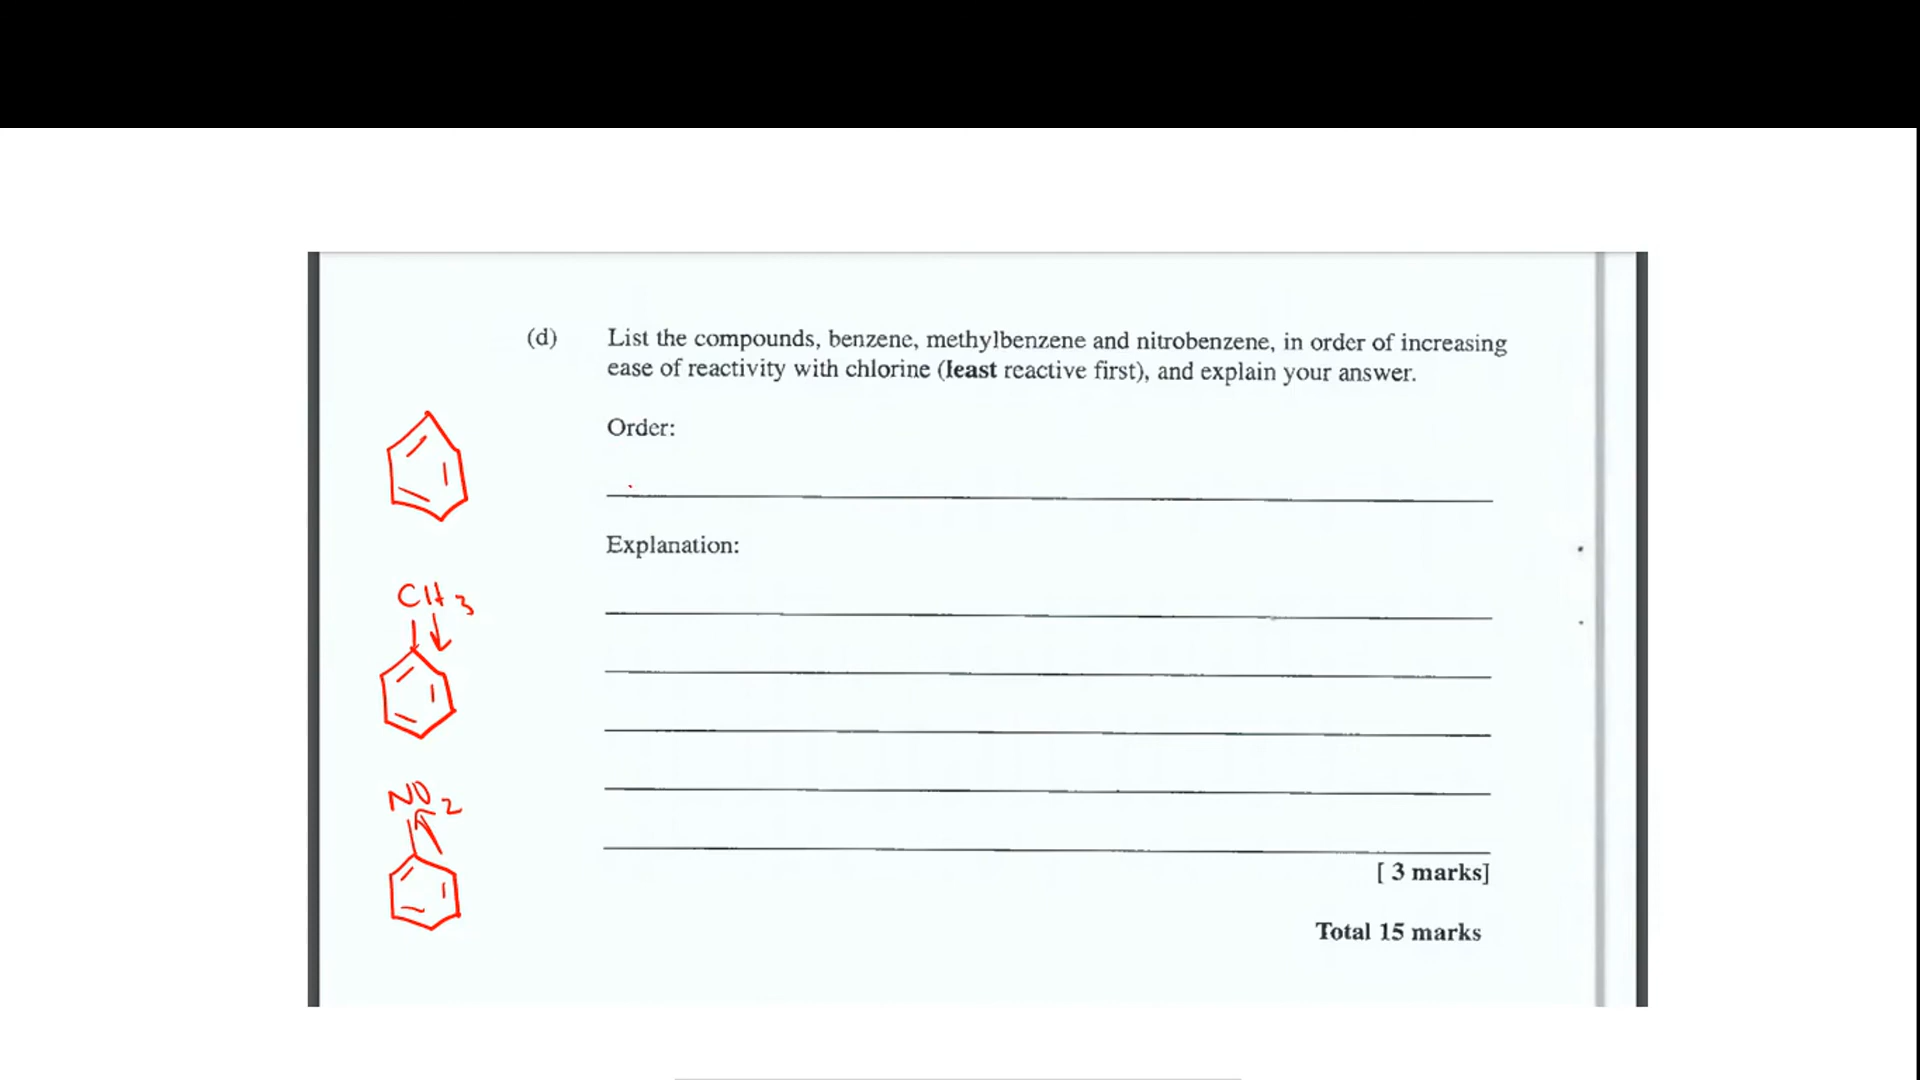 (d) List the compounds, benzene, methylbenzene and nitrobenzene, in order of increasing
ease of reactivity with chlorine (least reactive first), and explain your answer.
Order:
Explanation:
CH3
NO2
[ 3 marks]
Total 15 marks